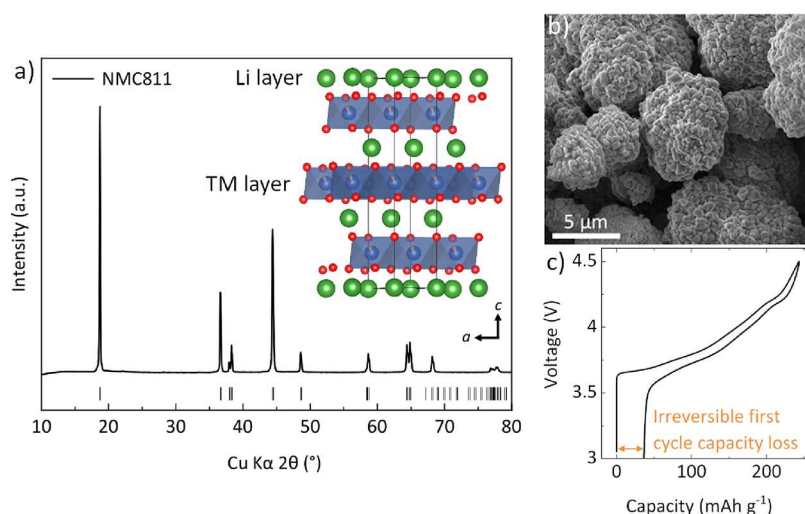 a)
NMC811
Li layer
TM layer
c
a
Intensity (a.u.)
10 20 30 40 50 60 70 80
Cu Kα 2θ (°)
b)
5 µm
c)
4.5
4
3.5
3
Voltage (V)
Irreversible first
cycle capacity loss
0 100 200
Capacity (mAh g⁻¹)